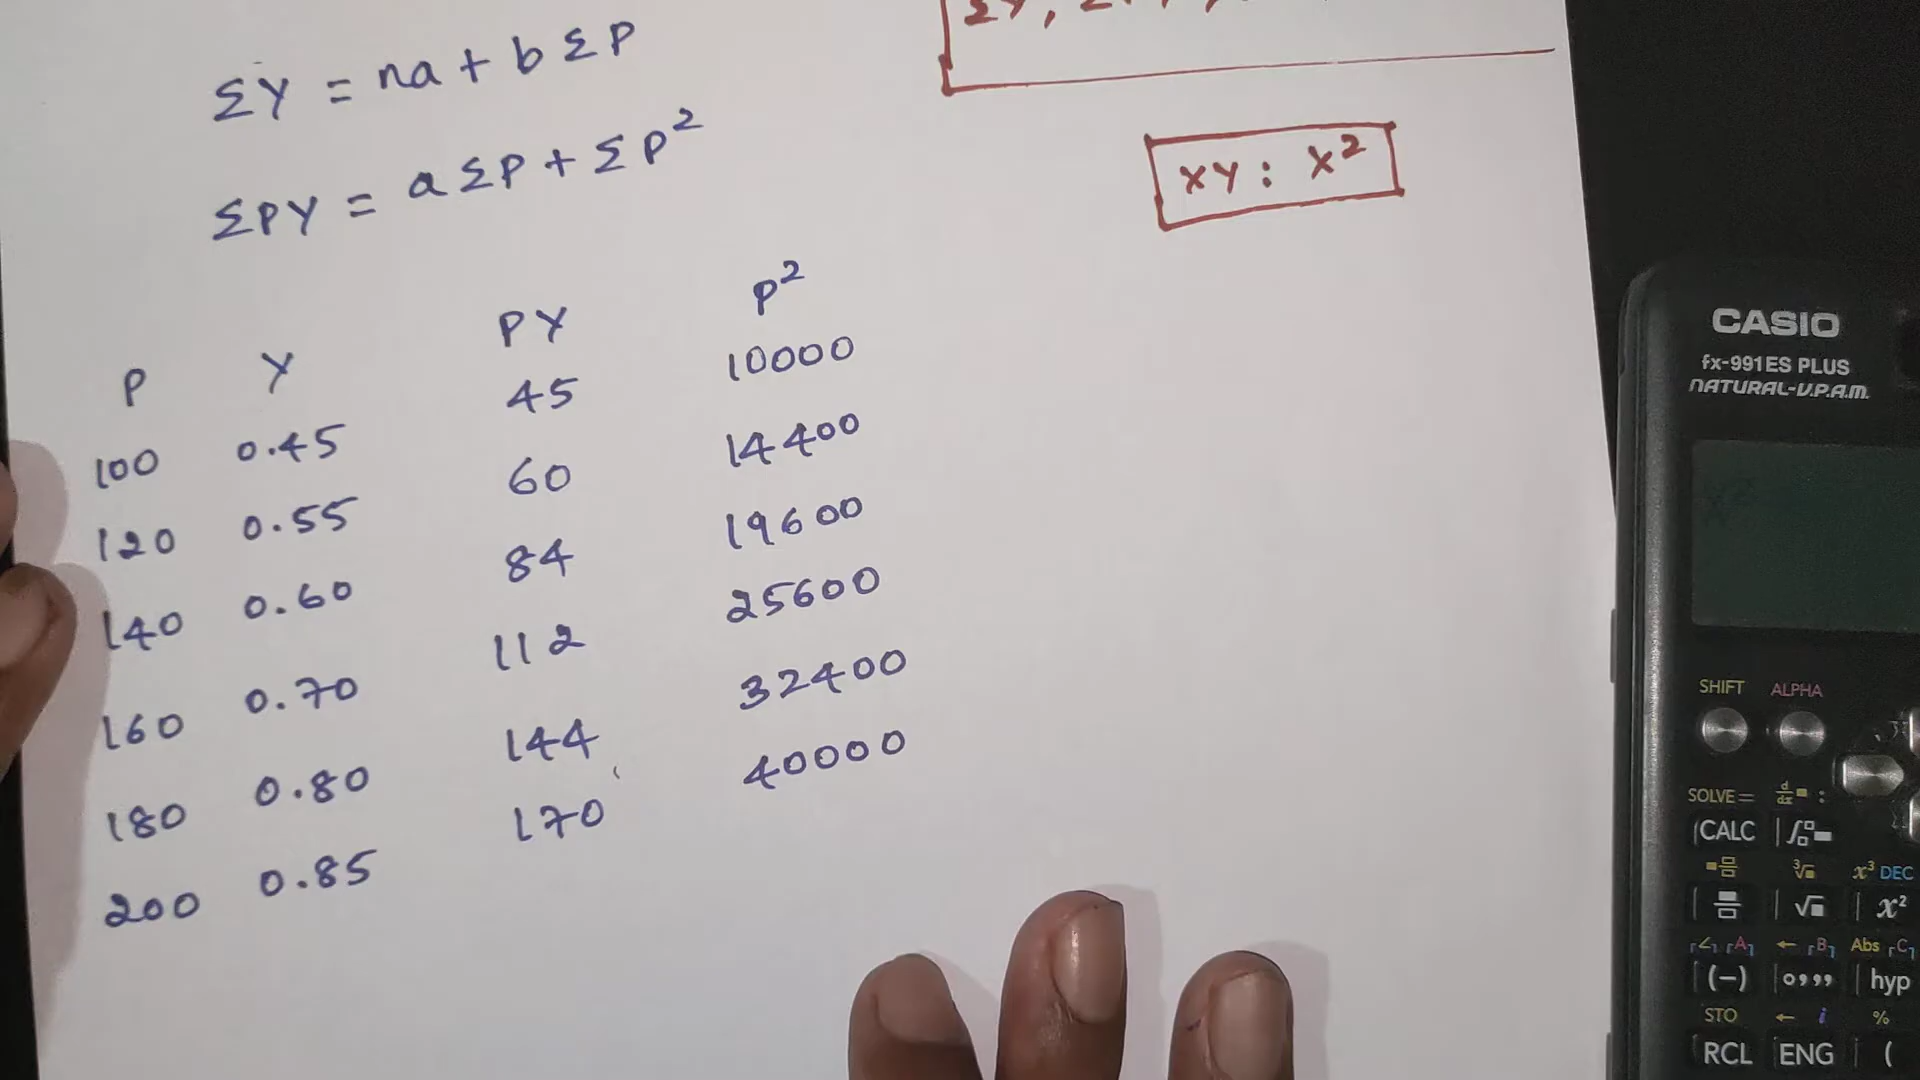 ΣY = na + bΣP
ΣPY = aΣP + ΣP²
XY : X²
P Y PY P²
100 0.45 45 10000
120 0.55 60 14400
140 0.60 84 19600
160 0.70 112 25600
180 0.80 144 32400
200 0.85 170 40000
CASIO
fx-991ES PLUS
NATURAL-V.P.A.M.
SHIFT ALPHA
SOLVE = d/dx :
CALC
x³ DEC
x²
∠ A ← B Abs C
(−) hyp
STO ← i %
RCL ENG (